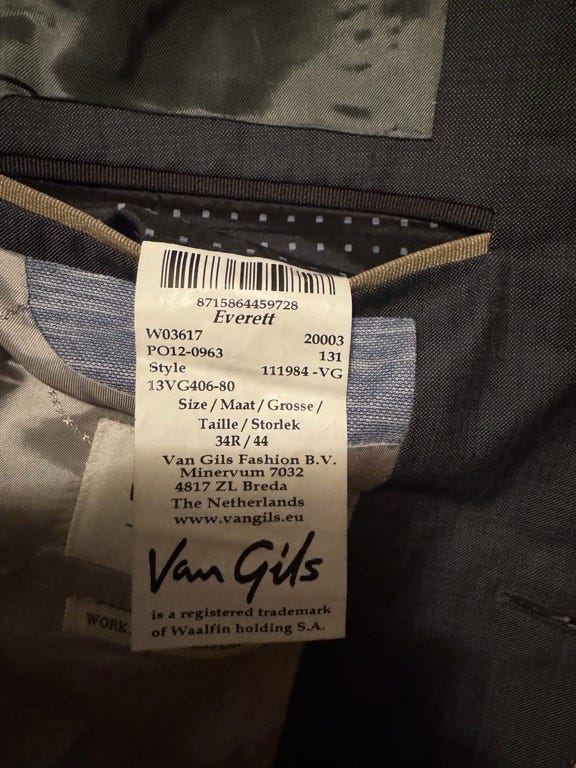 8715864459728
Everett
W03617 20003
PO12-0963 131
Style 111984 -VG
13VG406-80
Size / Maat / Grosse /
Taille / Storlek
34R / 44
Van Gils Fashion B.V.
Minervum 7032
4817 ZL Breda
The Netherlands
www.vangils.eu
Van Gils
is a registered trademark
of Waalfin holding S.A.
WORK